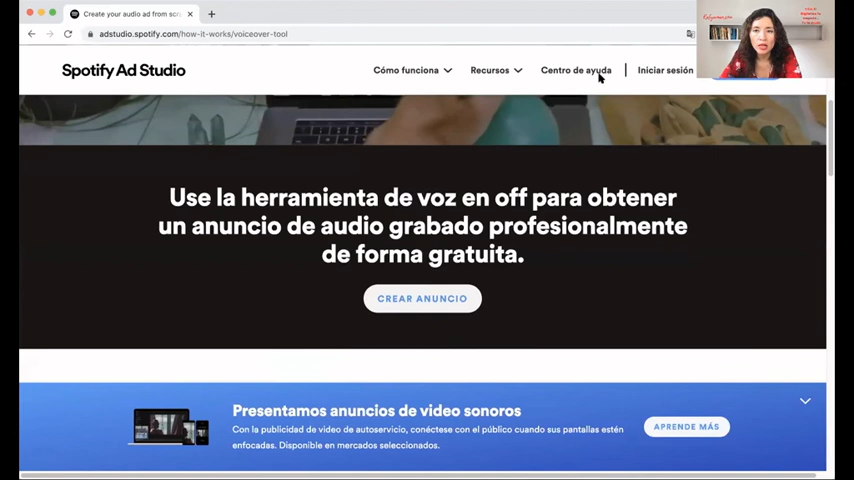 Create your audio ad from scr
adstudio.spotify.com/how-it-works/voiceover-tool
Spotify Ad Studio
Cómo funciona
Recursos
Centro de ayuda
Iniciar sesión
Use la herramienta de voz en off para obtener
un anuncio de audio grabado profesionalmente
de forma gratuita.
CREAR ANUNCIO
Presentamos anuncios de video sonoros
Con la publicidad de video de autoservicio, conéctese con el público cuando sus pantallas estén
enfocadas. Disponible en mercados seleccionados.
APRENDE MÁS